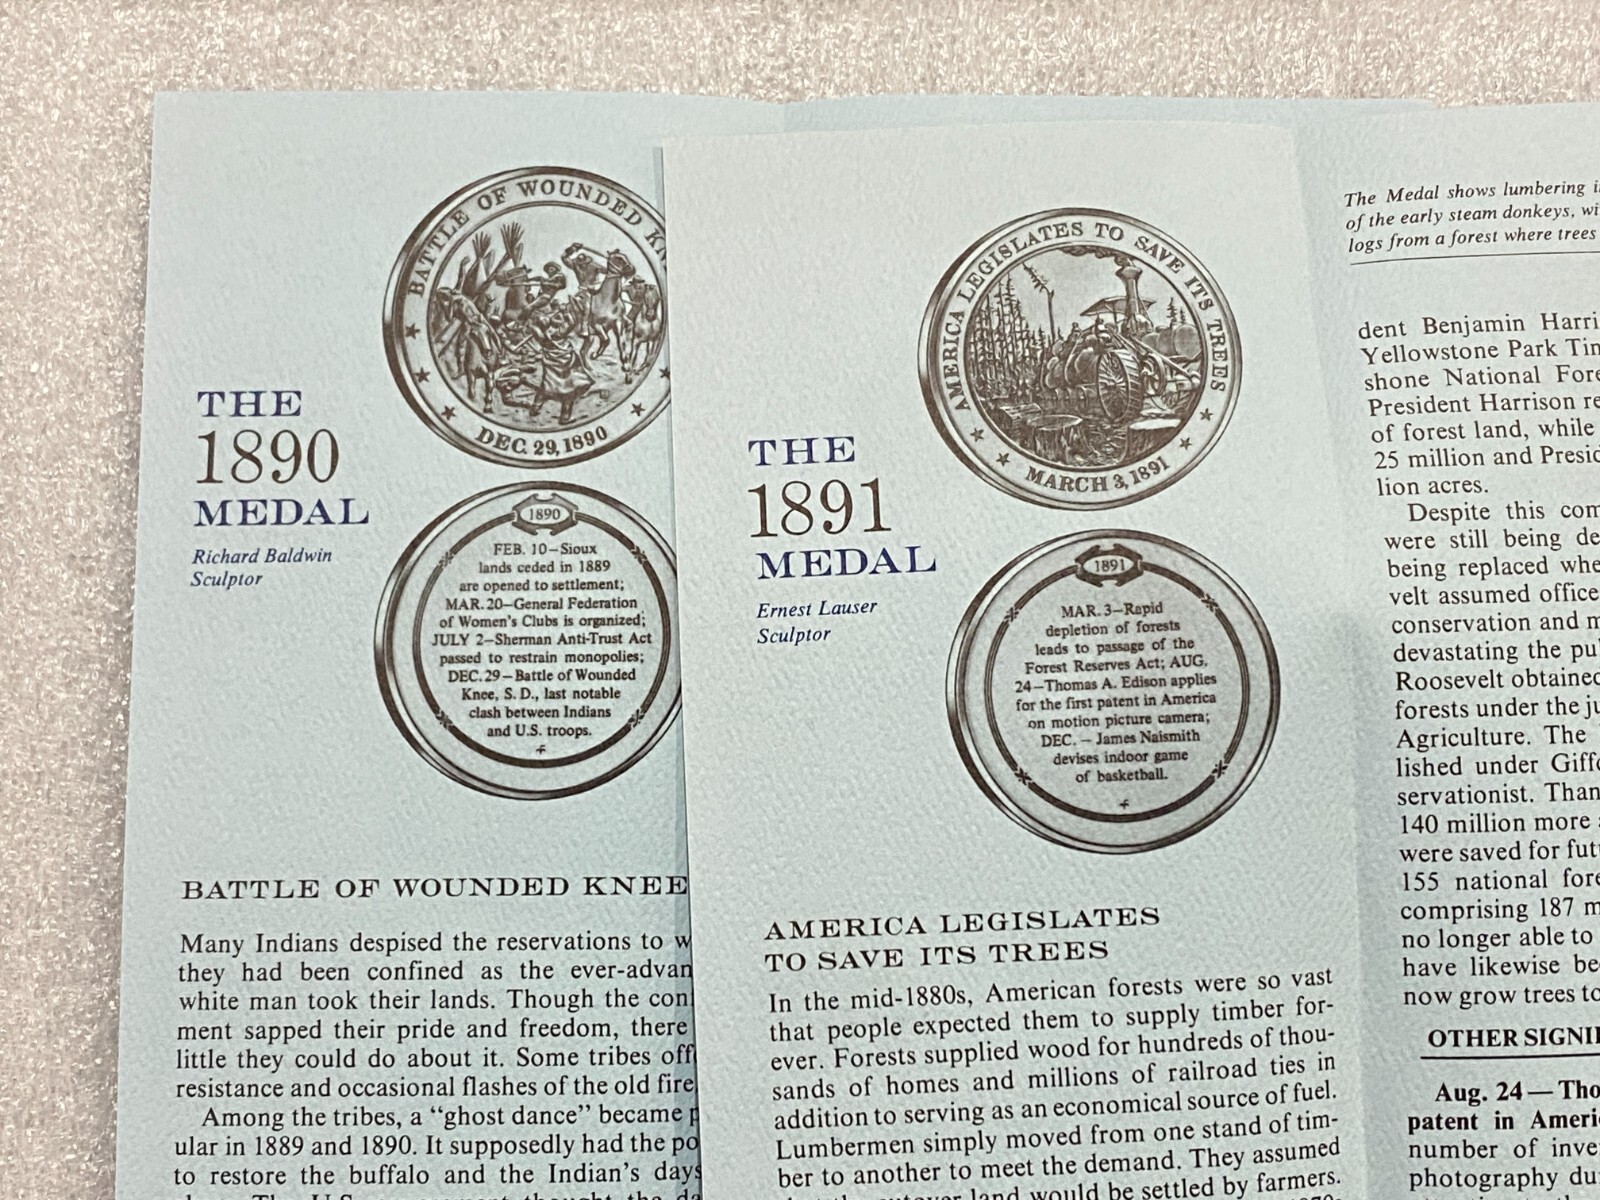 BATTLE OF WOUNDED
DEC. 29, 1890
THE
1890
MEDAL
Richard Baldwin
Sculptor
1890
FEB. 10—Sioux
lands ceded in 1889
are opened to settlement;
MAR. 20—General Federation
of Women's Clubs is organized;
JULY 2—Sherman Anti-Trust Act
passed to restrain monopolies;
DEC. 29—Battle of Wounded
Knee, S. D., last notable
clash between Indians
and U.S. troops.
BATTLE OF WOUNDED KNEE
Many Indians despised the reservations to
they had been confined as the ever-advan
white man took their lands. Though the con
ment sapped their pride and freedom, there
little they could do about it. Some tribes off
resistance and occasional flashes of the old fire
Among the tribes, a “ghost dance” became
ular in 1889 and 1890. It supposedly had the po
to restore the buffalo and the Indian's days
AMERICA LEGISLATES TO SAVE ITS TREES
MARCH 3, 1891
THE
1891
MEDAL
Ernest Lauser
Sculptor
1891
MAR. 3—Rapid
depletion of forests
leads to passage of the
Forest Reserves Act; AUG.
24—Thomas A. Edison applies
for the first patent in America
on motion picture camera;
DEC. — James Naismith
devises indoor game
of basketball.
AMERICA LEGISLATES
TO SAVE ITS TREES
In the mid-1880s, American forests were so vast
that people expected them to supply timber for-
ever. Forests supplied wood for hundreds of thou-
sands of homes and millions of railroad ties in
addition to serving as an economical source of fuel.
Lumbermen simply moved from one stand of tim-
ber to another to meet the demand. They assumed
land would be settled by farmers.
The Medal shows lumbering i
of the early steam donkeys, wi
logs from a forest where trees
dent Benjamin Harri
Yellowstone Park Tim
shone National Fore
President Harrison re
of forest land, while
25 million and Presid
lion acres.
Despite this com
were still being de
being replaced whe
velt assumed office
conservation and m
devastating the pu
Roosevelt obtained
forests under the ju
Agriculture. The
lished under Giffo
servationist. Than
140 million more
were saved for futu
155 national fore
comprising 187 m
no longer able to
have likewise be
now grow trees to
OTHER SIGNI
Aug. 24 — Tho
patent in Ameri
number of inve
photography du